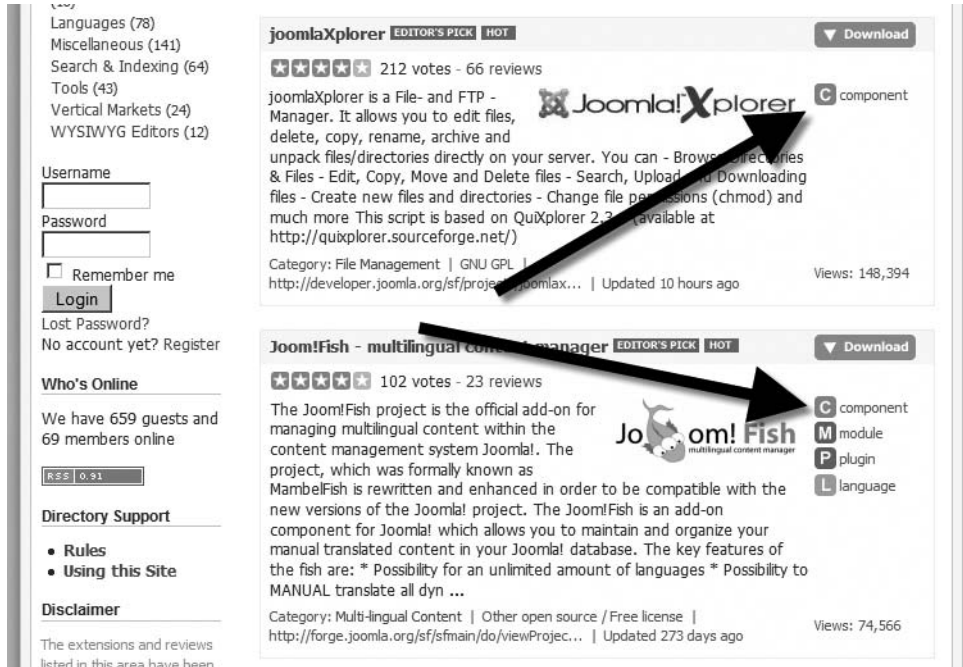 Languages (78)
Miscellaneous (141)
Search & Indexing (64)
Tools (43)
Vertical Markets (24)
WYSIWYG Editors (12)
Username
Password
Remember me
Login
Lost Password?
No account yet? Register
Who's Online
We have 659 guests and
69 members online
RSS 0.91
Directory Support
• Rules
• Using this Site
Disclaimer
The extensions and reviews
listed in this area have been
joomlaXplorer EDITOR'S PICK HOT
Download
212 votes - 66 reviews
joomlaXplorer is a File- and FTP -
Manager. It allows you to edit files,
delete, copy, rename, archive and
unpack files/directories directly on your server. You can - Browse Directories
& Files - Edit, Copy, Move and Delete files - Search, Upload and Downloading
files - Create new files and directories - Change file permissions (chmod) and
much more This script is based on QuiXplorer 2.3 (available at
http://quixplorer.sourceforge.net/)
Joomla! Xplorer
C component
Category: File Management | GNU GPL |
http://developer.joomla.org/sf/projects/joomlax... | Updated 10 hours ago
Views: 148,394
Joom!Fish - multilingual content manager EDITOR'S PICK HOT
Download
102 votes - 23 reviews
The Joom!Fish project is the official add-on for
managing multilingual content within the
content management system Joomla!. The
project, which was formally known as
MambelFish is rewritten and enhanced in order to be compatible with the
new versions of the Joomla! project. The Joom!Fish is an add-on
component for Joomla! which allows you to maintain and organize your
manual translated content in your Joomla! database. The key features of
the fish are: * Possibility for an unlimited amount of languages * Possibility to
MANUAL translate all dyn ...
Joom! Fish
multilingual content manager
C component
M module
P plugin
L language
Category: Multi-lingual Content | Other open source / Free license |
http://forge.joomla.org/sf/sfmain/do/viewProjec... | Updated 273 days ago
Views: 74,566